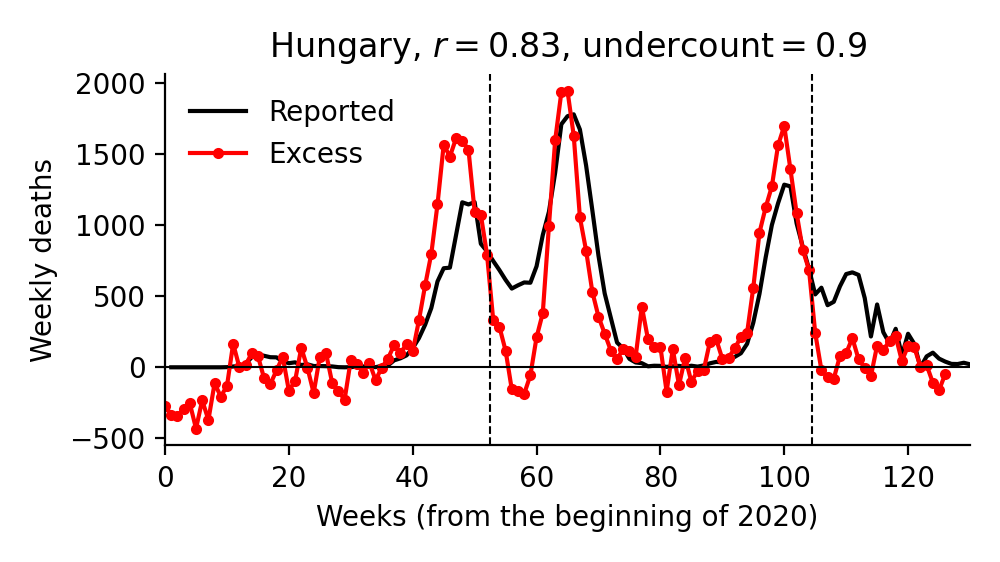 Hungary, r = 0.83, undercount = 0.9
Reported
Excess
Weekly deaths
2000
1500
1000
500
0
−500
0 20 40 60 80 100 120
Weeks (from the beginning of 2020)